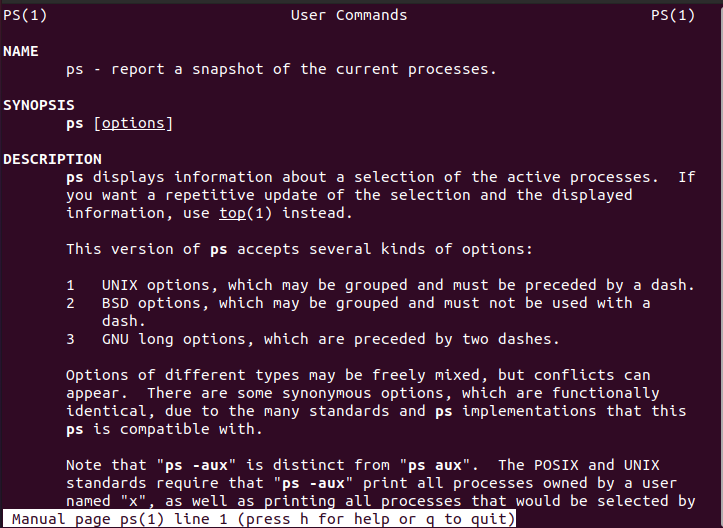 PS(1) User Commands PS(1)
NAME
ps - report a snapshot of the current processes.
SYNOPSIS
ps [options]
DESCRIPTION
ps displays information about a selection of the active processes.  If
you want a repetitive update of the selection and the displayed
information, use top(1) instead.
This version of ps accepts several kinds of options:
1   UNIX options, which may be grouped and must be preceded by a dash.
2   BSD options, which may be grouped and must not be used with a
dash.
3   GNU long options, which are preceded by two dashes.
Options of different types may be freely mixed, but conflicts can
appear.  There are some synonymous options, which are functionally
identical, due to the many standards and ps implementations that this
ps is compatible with.
Note that "ps -aux" is distinct from "ps aux".  The POSIX and UNIX
standards require that "ps -aux" print all processes owned by a user
named "x", as well as printing all processes that would be selected by
Manual page ps(1) line 1 (press h for help or q to quit)